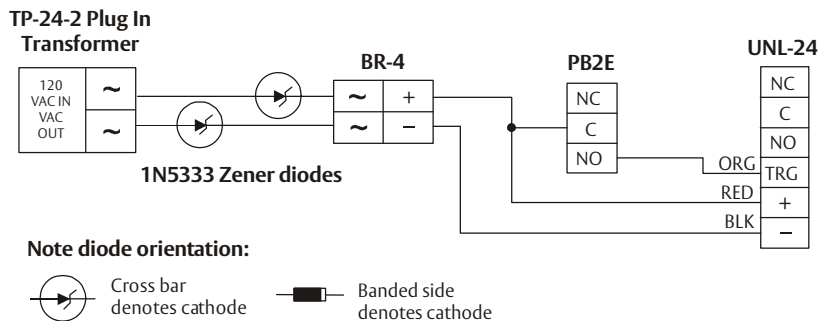 TP-24-2 Plug In
Transformer
120
VAC IN
VAC
OUT
~
~
1N5333 Zener diodes
BR-4
~ +
~ –
PB2E
NC
C
NO
UNL-24
NC
C
NO
ORG TRG
RED +
BLK –
Note diode orientation:
Cross bar
denotes cathode
Banded side
denotes cathode